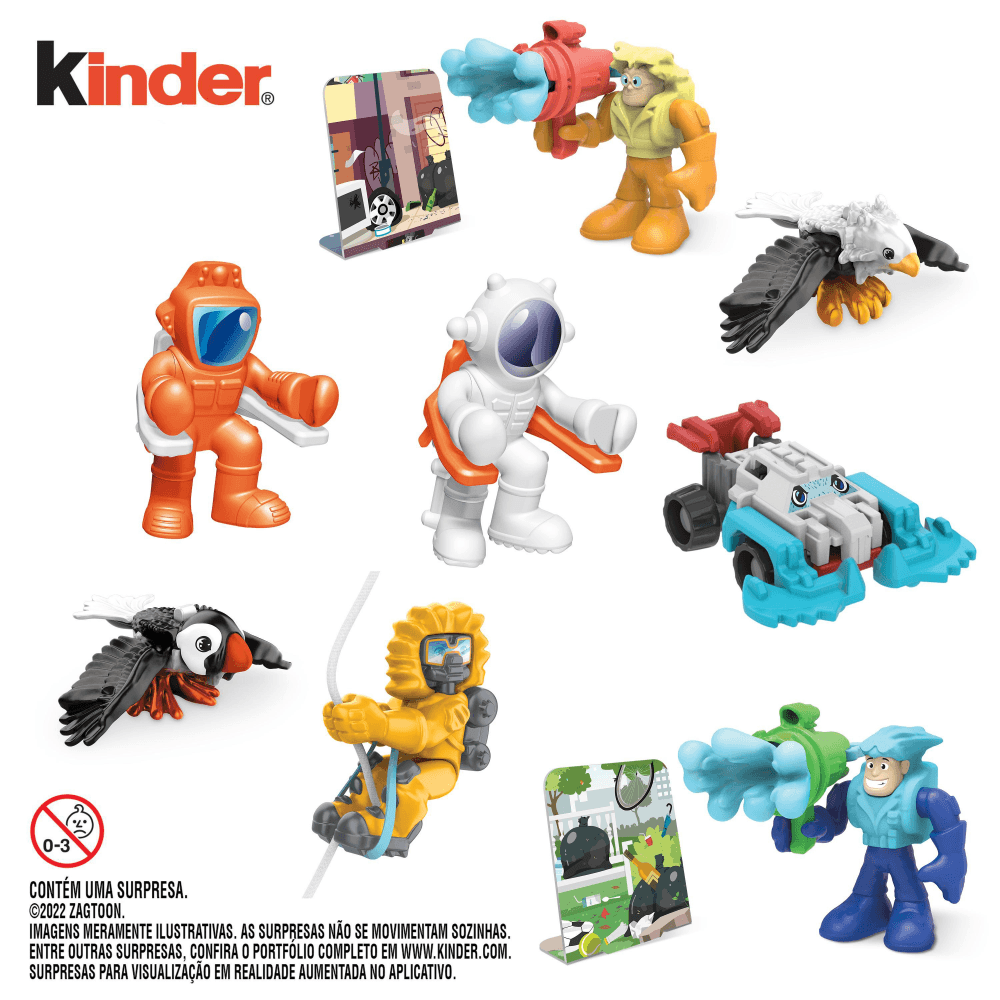 Kinder®
0-3
CONTÉM UMA SURPRESA.
©2022 ZAGTOON.
IMAGENS MERAMENTE ILUSTRATIVAS. AS SURPRESAS NÃO SE MOVIMENTAM SOZINHAS.
ENTRE OUTRAS SURPRESAS, CONFIRA O PORTFÓLIO COMPLETO EM WWW.KINDER.COM.
SURPRESAS PARA VISUALIZAÇÃO EM REALIDADE AUMENTADA NO APLICATIVO.